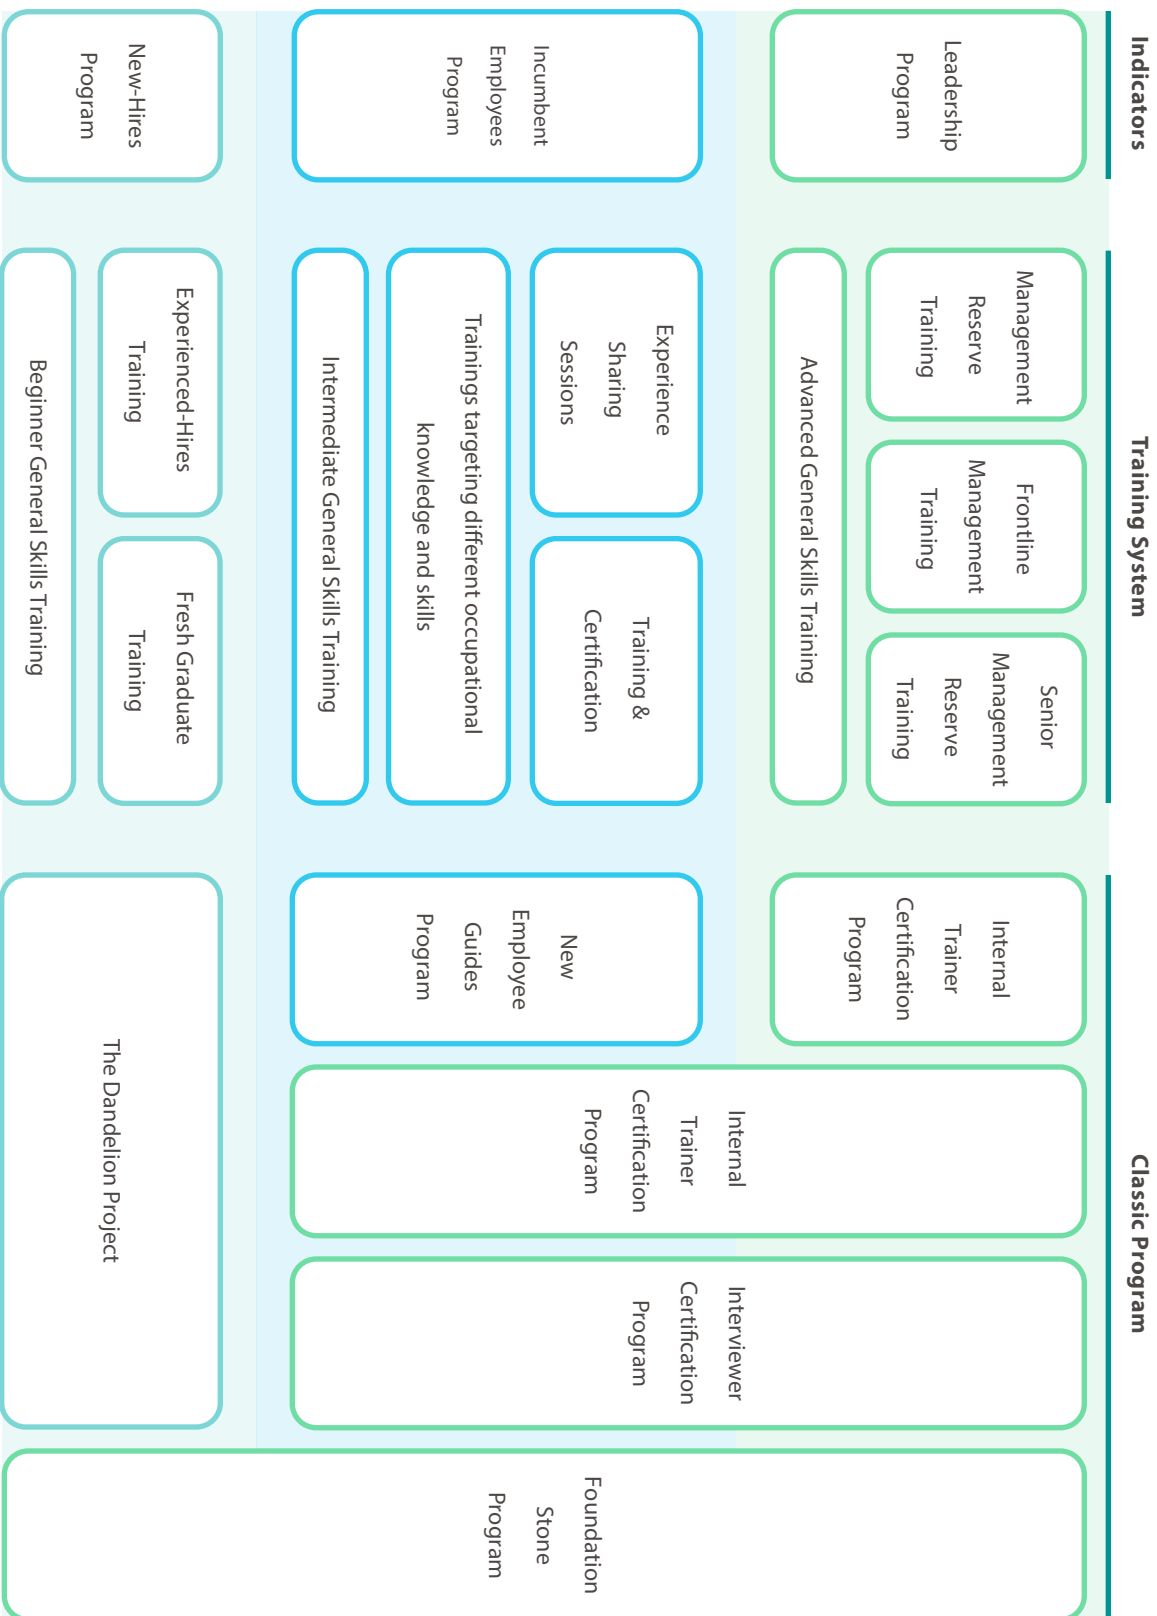 Indicators
Training System
Classic Program
Leadership
Program
Management
Reserve
Training
Frontline
Management
Training
Senior
Management
Reserve
Training
Advanced General Skills Training
Internal
Trainer
Certification
Program
Incumbent
Employees
Program
Experience
Sharing
Sessions
Training &
Certification
Trainings targeting different occupational
knowledge and skills
Intermediate General Skills Training
New
Employee
Guides
Program
Internal
Trainer
Certification
Program
Interviewer
Certification
Program
Foundation
Stone
Program
New-Hires
Program
Experienced-Hires
Training
Fresh Graduate
Training
Beginner General Skills Training
The Dandelion Project